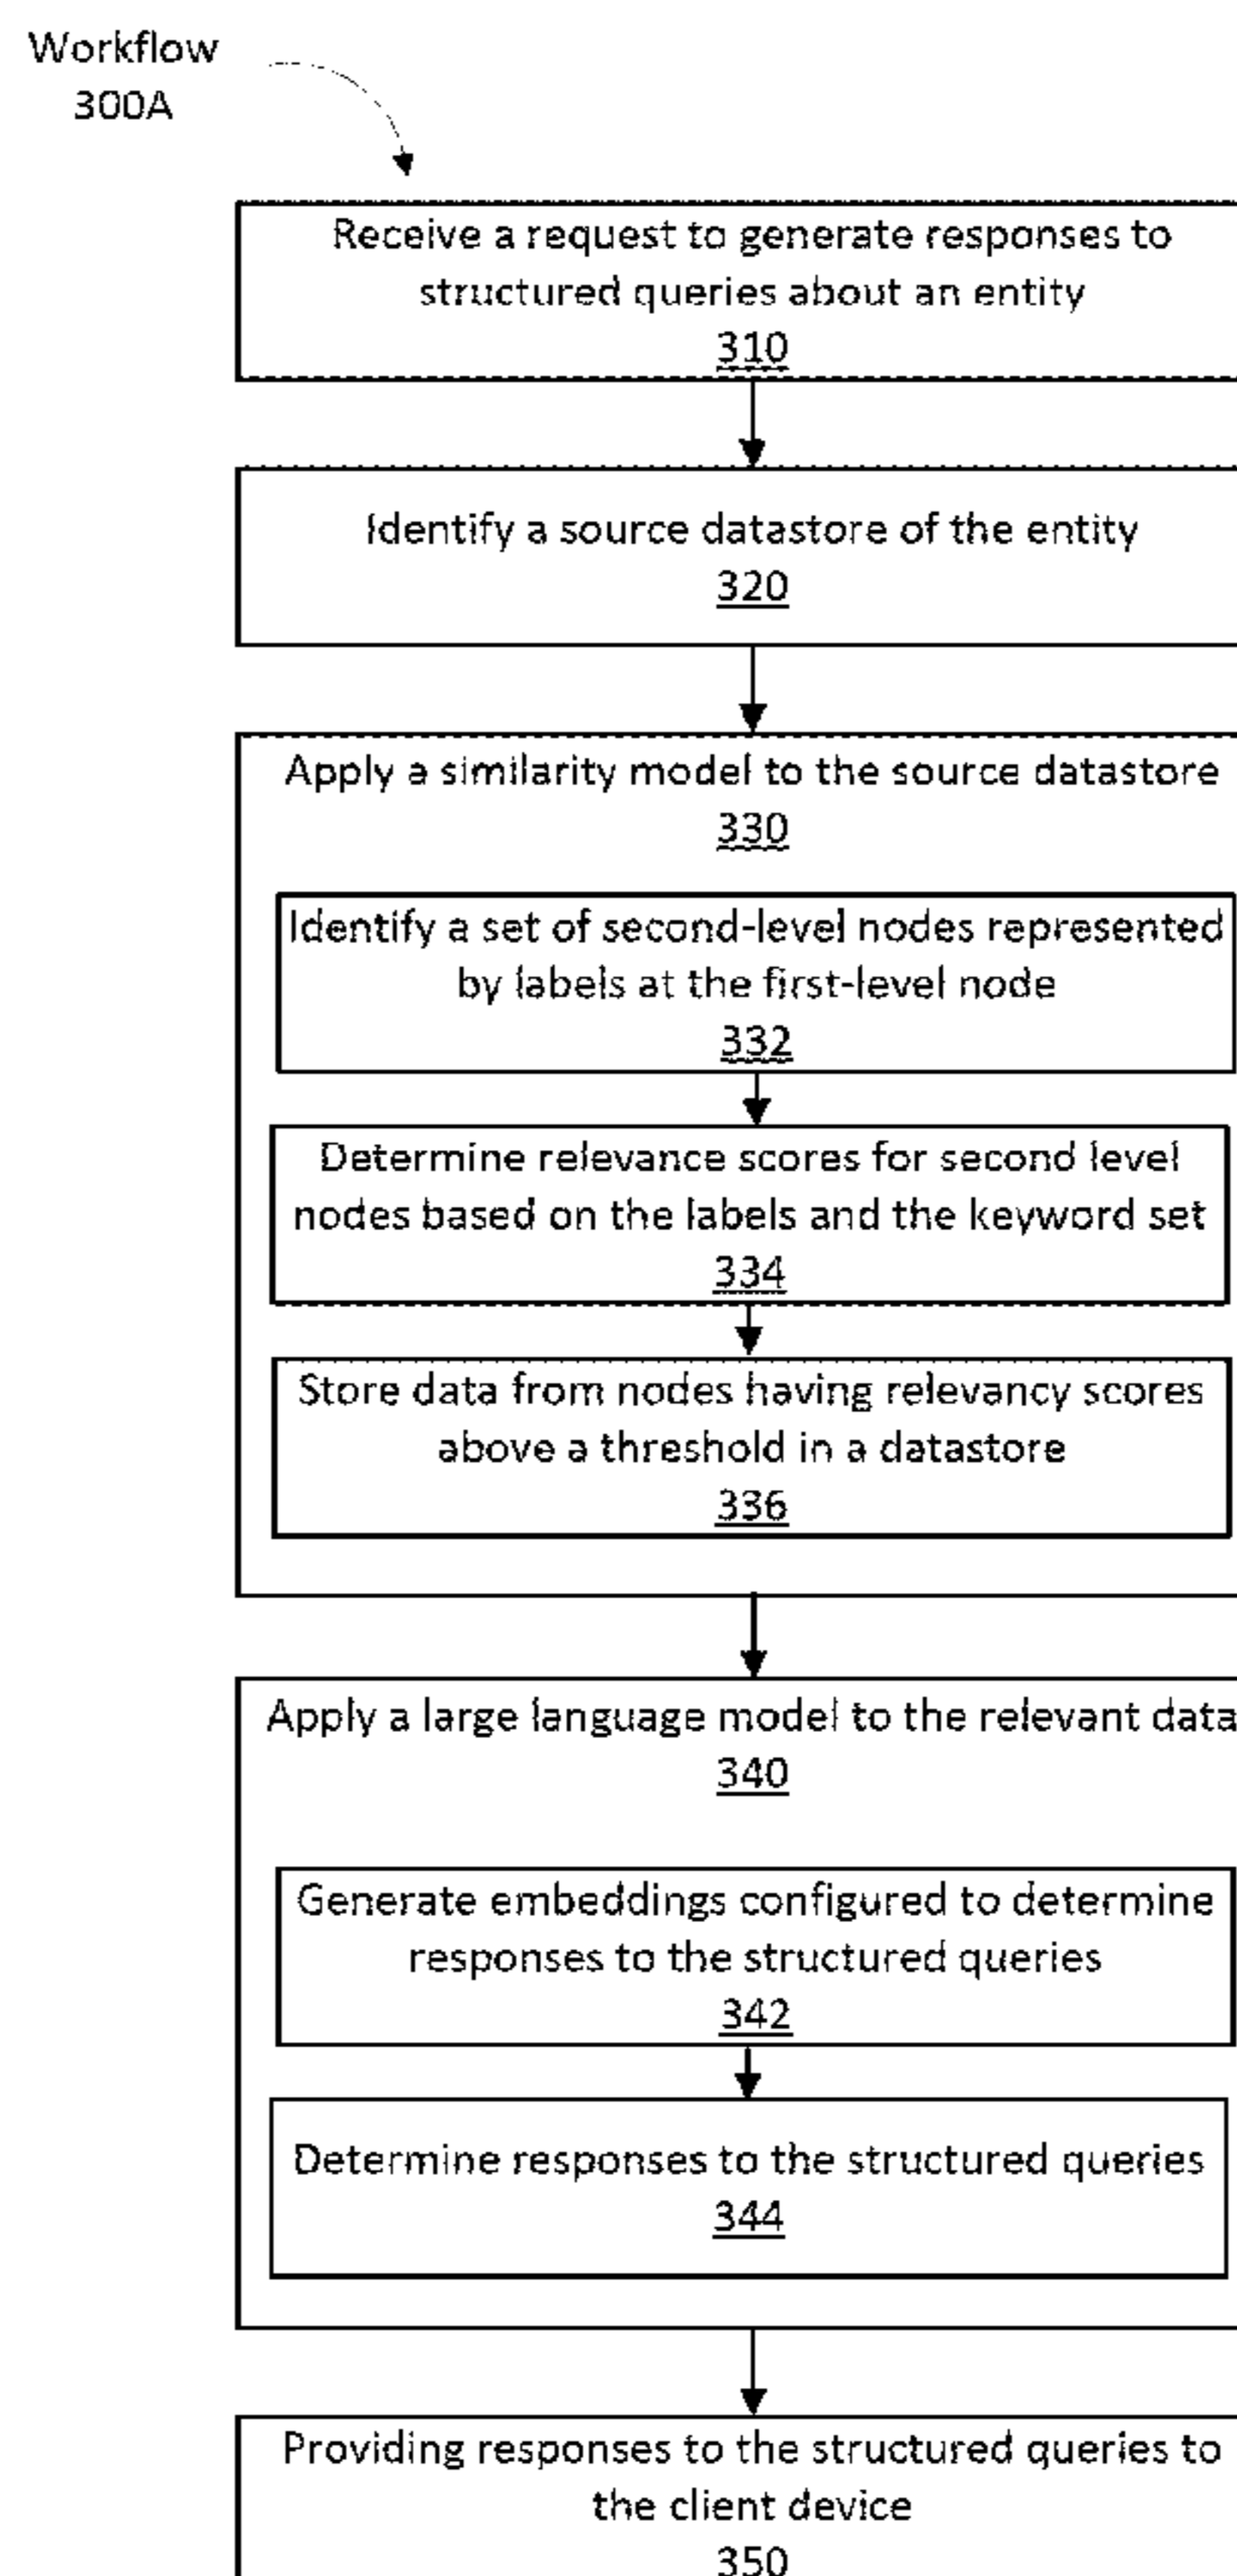 Workflow
300A
Receive a request to generate responses to
structured queries about an entity
310
Identify a source datastore of the entity
320
Apply a similarity model to the source datastore
330
Identify a set of second-level nodes represented
by labels at the first-level node
332
Determine relevance scores for second level
nodes based on the labels and the keyword set
334
Store data from nodes having relevancy scores
above a threshold in a datastore
336
Apply a large language model to the relevant data
340
Generate embeddings configured to determine
responses to the structured queries
342
Determine responses to the structured queries
344
Providing responses to the structured queries to
the client device
350